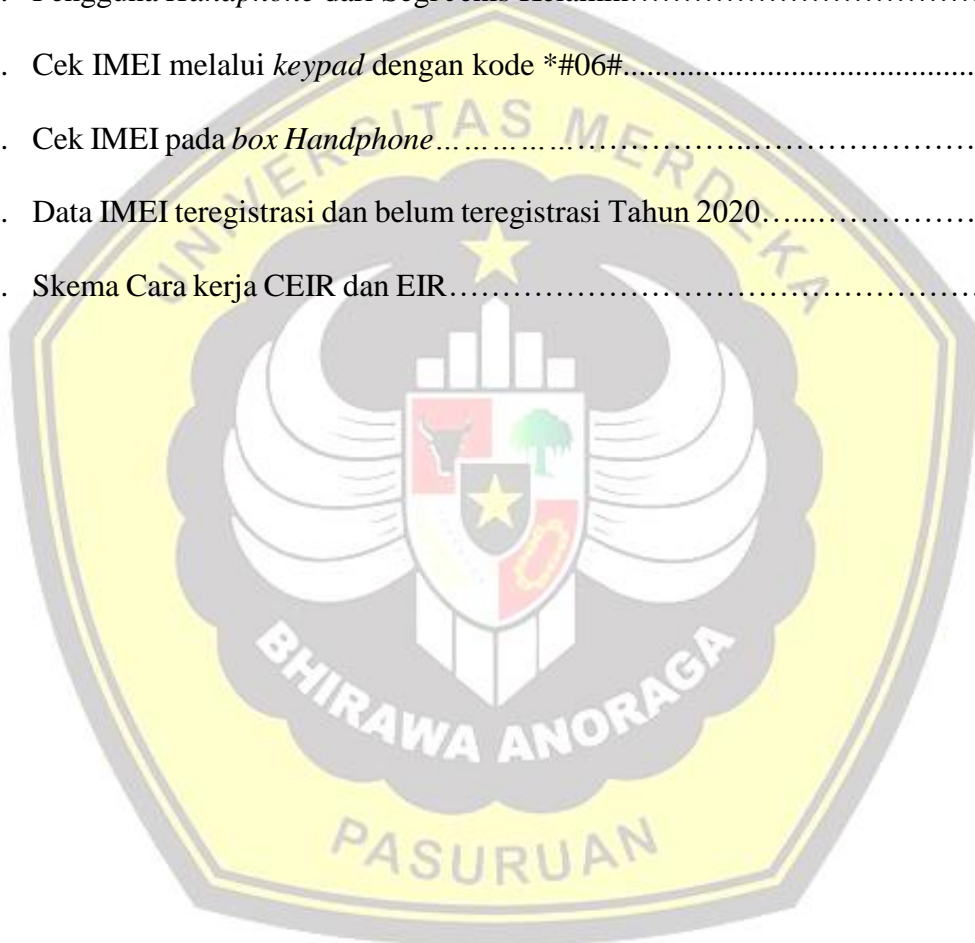 . Pengguna Handphone dari Segi Jenis Kelamin………………………………
. Cek IMEI melalui keypad dengan kode *#06#............................................
. Cek IMEI pada box Handphone……………………………..…………………
. Data IMEI teregistrasi dan belum teregistrasi Tahun 2020…...……………
. Skema Cara kerja CEIR dan EIR………………………………………………
UNIVERSITAS MERDEKA
BHIRAWA ANORAGA
PASURUAN